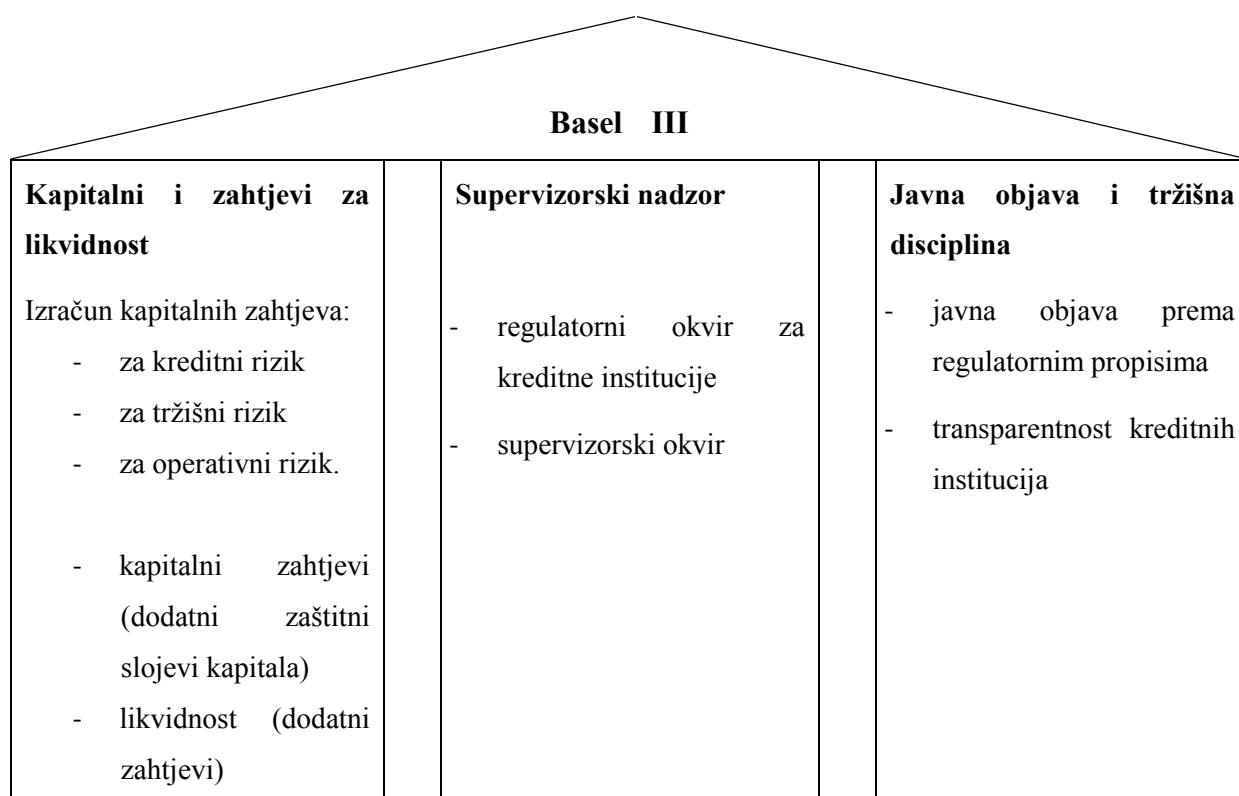 Basel III
Kapitalni i zahtjevi za
likvidnost
Izračun kapitalnih zahtjeva:
- za kreditni rizik
- za tržišni rizik
- za operativni rizik.
- kapitalni zahtjevi
(dodatni zaštitni
slojevi kapitala)
- likvidnost (dodatni
zahtjevi)
Supervizorski nadzor
- regulatorni okvir za
kreditne institucije
- supervizorski okvir
Javna objava i tržišna
disciplina
- javna objava prema
regulatornim propisima
- transparentnost kreditnih
institucija